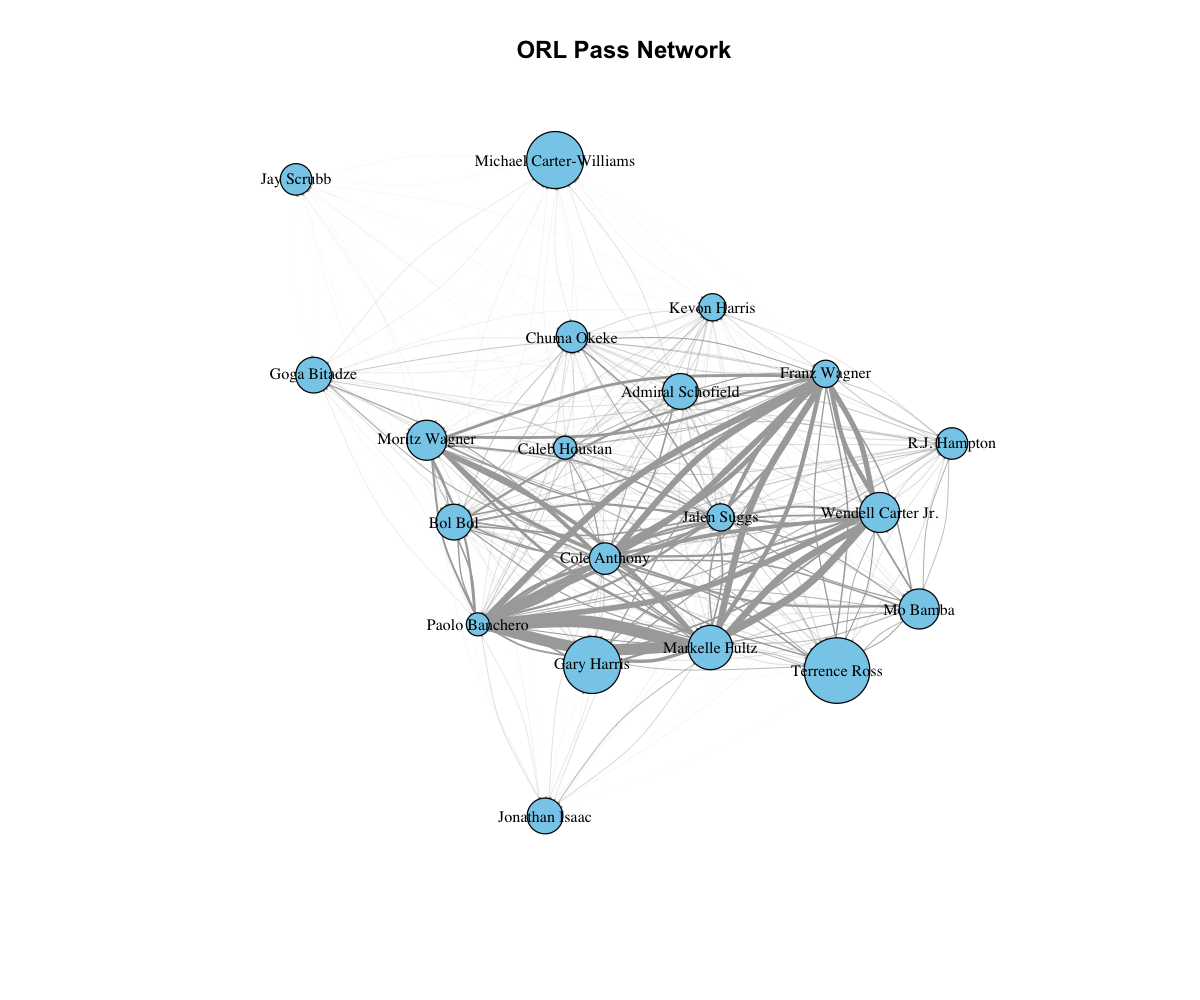 ORL Pass Network
Michael Carter-Williams
Jay Scrubb
Kevon Harris
Chuma Okeke
Goga Bitadze
Franz Wagner
Admiral Schofield
Moritz Wagner
R.J. Hampton
Caleb Houstan
Wendell Carter Jr.
Jalen Suggs
Bol Bol
Cole Anthony
Mo Bamba
Paolo Banchero
Markelle Fultz
Gary Harris
Terrence Ross
Jonathan Isaac